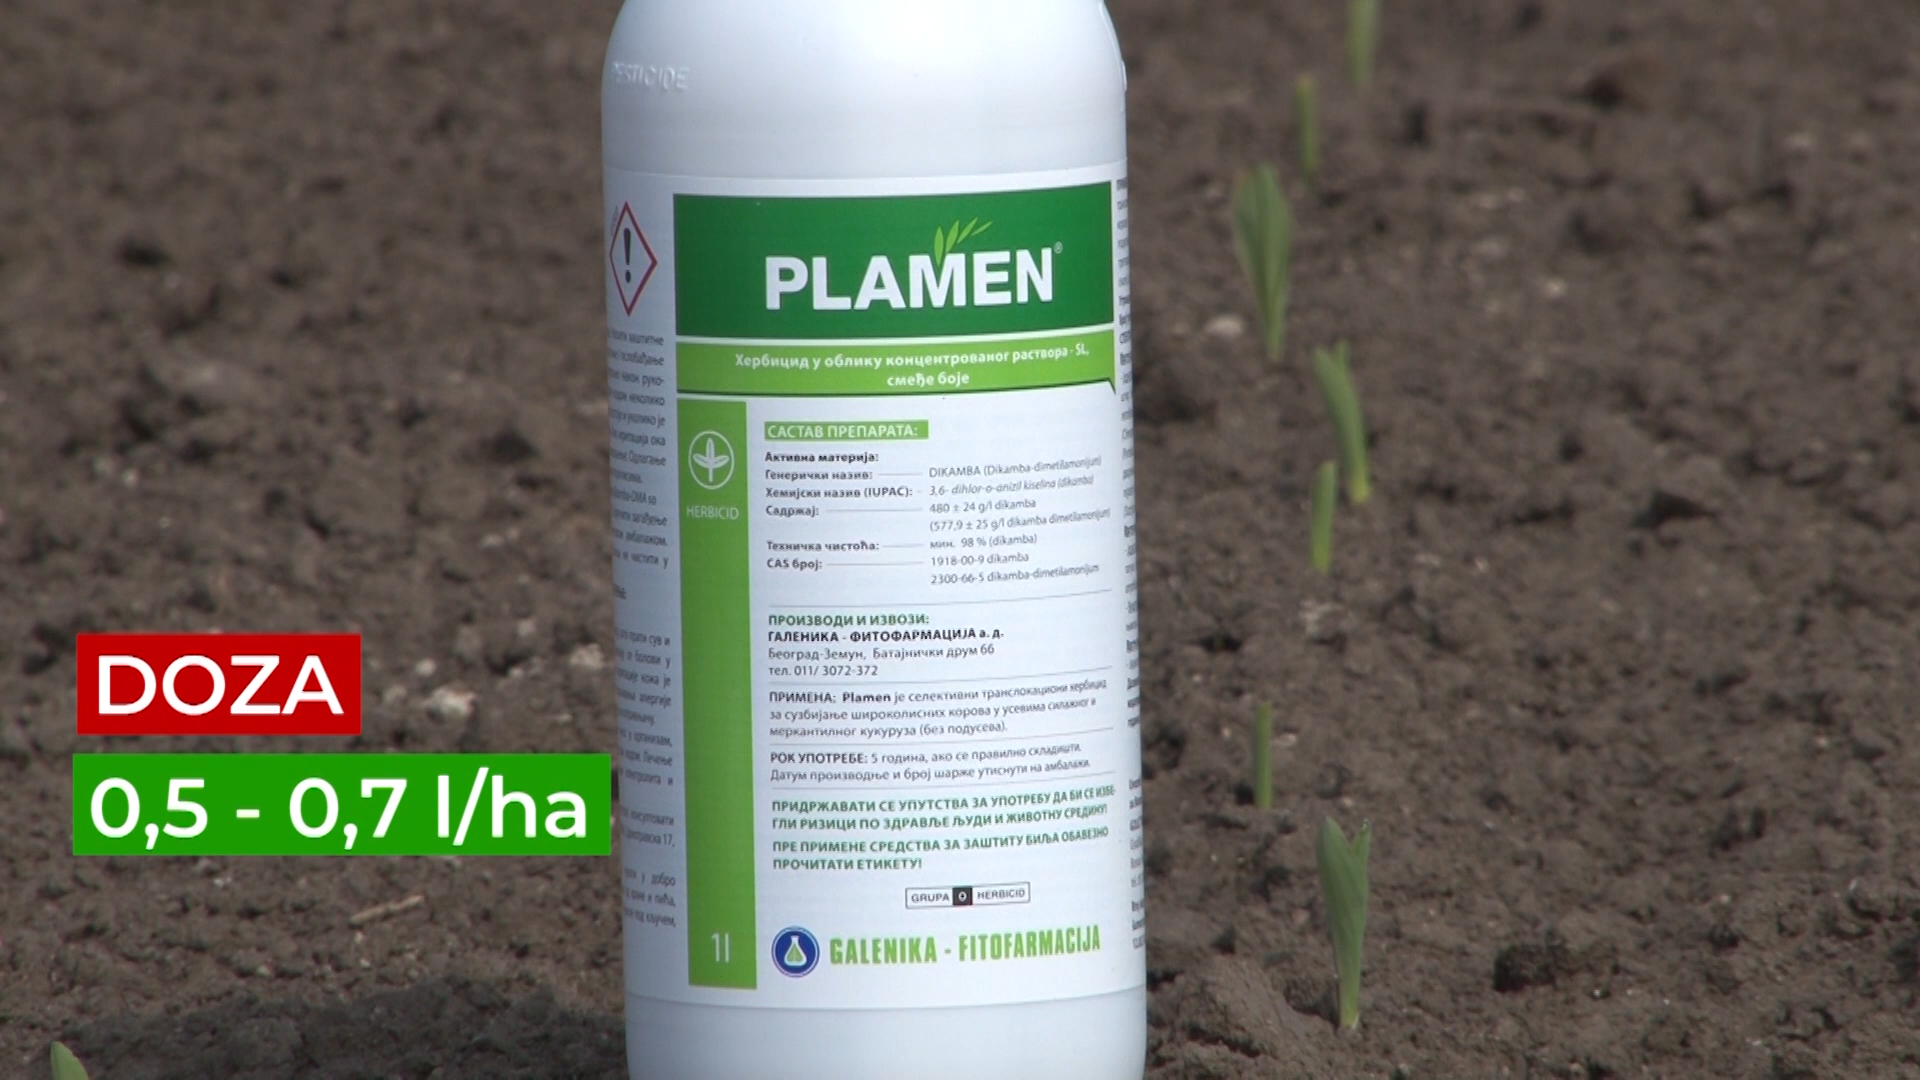 PESTICIDE
PLAMEN®
Хербицид у облику концентрованог раствора - SL,
смеђе боје
HERBICID
САСТАВ ПРЕПАРАТА:
Активна материја:
Генерички назив: DIKAMBA (Dikamba-dimetilamonijum)
Хемијски назив (IUPAC): - 3,6- dihlor-o-anizil kiselina (dikamba)
Садржај: 480 ± 24 g/l dikamba
(577,9 ± 25 g/l dikamba dimetilamonijum)
Техничка чистоћа: мин. 98 % (dikamba)
CAS број: 1918-00-9 dikamba
2300-66-5 dikamba-dimetilamonijum
ПРОИЗВОДИ И ИЗВОЗИ:
ГАЛЕНИКА - ФИТОФАРМАЦИЈА а. д.
Београд-Земун, Батајнички друм бб
тел. 011/ 3072-372
ПРИМЕНА: Plamen је селективни транслокациони хербицид
за сузбијање широколисних корова у усевима силажног и
меркантилног кукуруза (без подусева).
РОК УПОТРЕБЕ: 5 година, ако се правилно складишти.
Датум производње и број шарже утиснути на амбалажи.
ПРИДРЖАВАТИ СЕ УПУТСТВА ЗА УПОТРЕБУ ДА БИ СЕ ИЗБЕ-
ГЛИ РИЗИЦИ ПО ЗДРАВЉЕ ЉУДИ И ЖИВОТНУ СРЕДИНУ!
ПРЕ ПРИМЕНЕ СРЕДСТВА ЗА ЗАШТИТУ БИЉА ОБАВЕЗНО
ПРОЧИТАТИ ЕТИКЕТУ!
GRUPA O HERBICID
1l
GALENIKA - FITOFARMACIJA
DOZA
0,5 - 0,7 l/ha